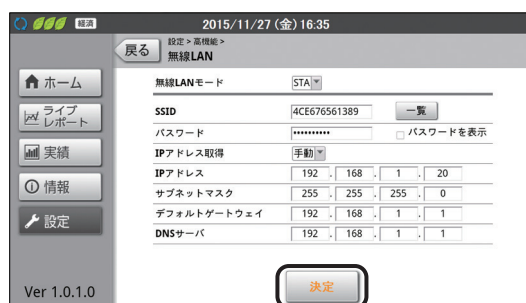 経済
2015/11/27 (金) 16:35
戻る
設定 > 高機能 >
無線LAN
ホーム
ライブ
レポート
実績
情報
設定
Ver 1.0.1.0
無線LANモード STA
SSID 4CE676561389 一覧
パスワード •••••••••• パスワードを表示
IPアドレス取得 手動
IPアドレス 192 . 168 . 1 . 20
サブネットマスク 255 . 255 . 255 . 0
デフォルトゲートウェイ 192 . 168 . 1 . 1
DNSサーバ 192 . 168 . 1 . 1
決定